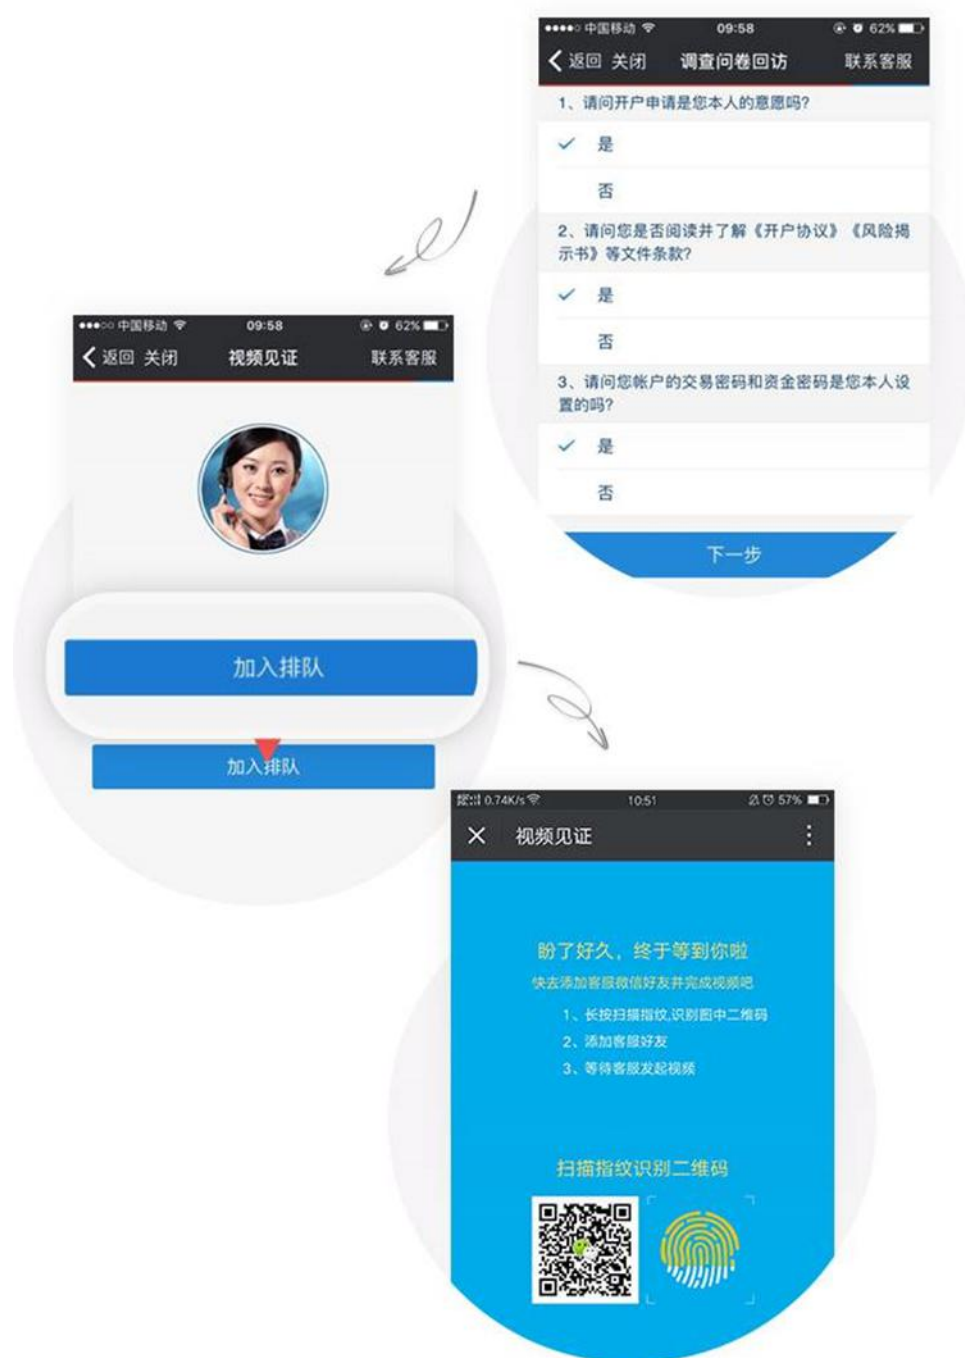 中国移动 09:58 62%
返回 关闭 调查问卷回访 联系客服
1、请问开户申请是您本人的意愿吗?
是
否
2、请问您是否阅读并了解《开户协议》《风险揭
示书》等文件条款?
是
否
3、请问您帐户的交易密码和资金密码是您本人设
置的吗?
是
否
下一步
中国移动 09:58 62%
返回 关闭 视频见证 联系客服
加入排队
加入排队
0.74K/s 10:51 57%
视频见证
盼了好久，终于等到你啦
快去添加客服微信好友并完成视频吧
1、长按扫描指纹,识别图中二维码
2、添加客服好友
3、等待客服发起视频
扫描指纹识别二维码